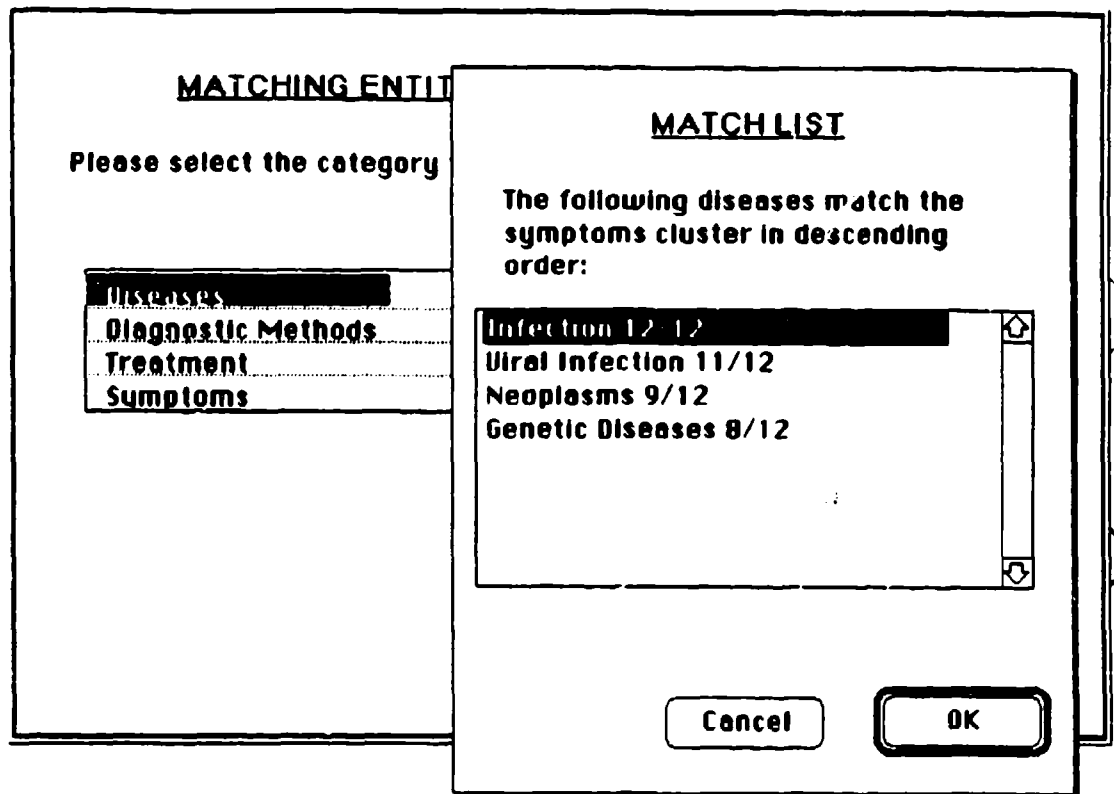 MATCHING ENTIT
Please select the category
Diseases
Diagnostic Methods
Treatment
Symptoms
MATCH LIST
The following diseases match the
symptoms cluster in descending
order:
Infection 12/12
Viral Infection 11/12
Neoplasms 9/12
Genetic Diseases 8/12
Cancel
OK